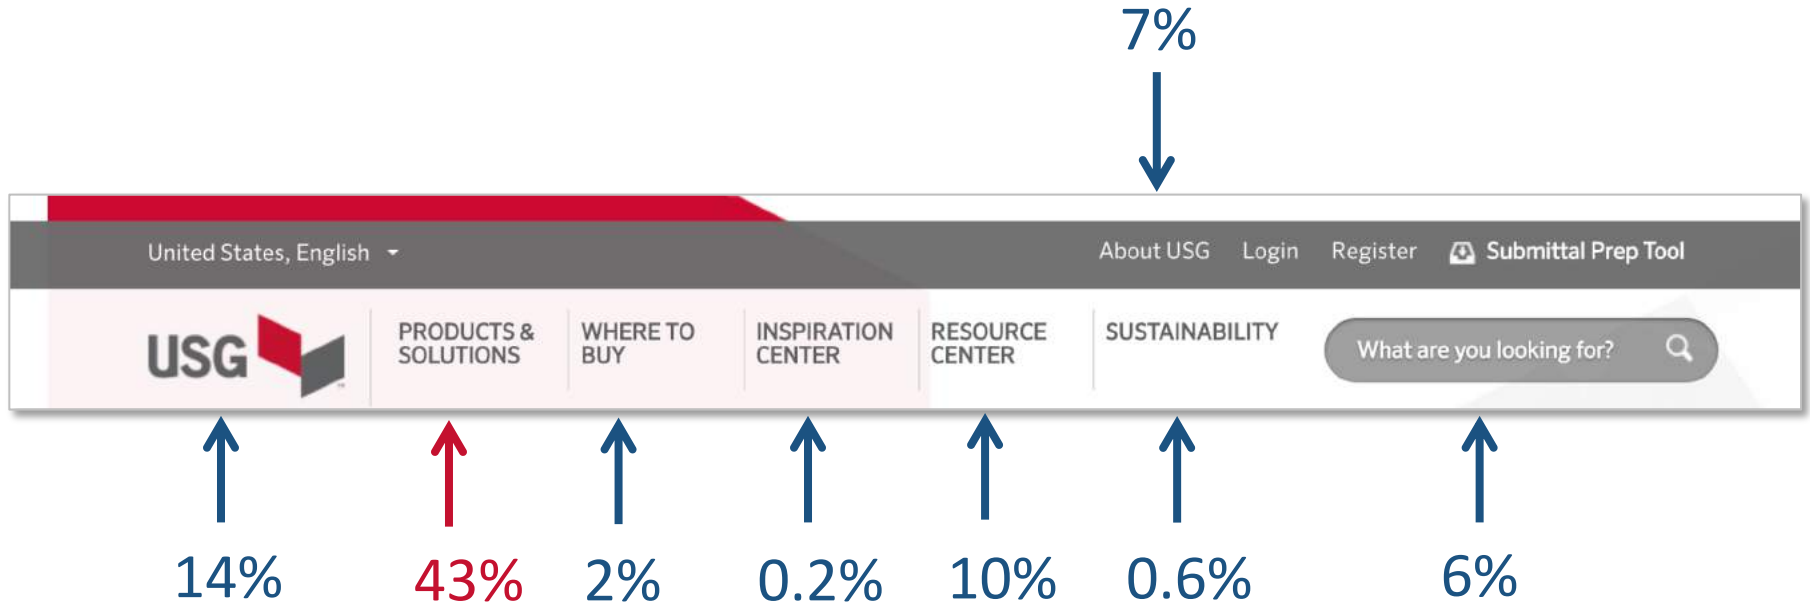 7%
United States, English
About USG Login Register Submittal Prep Tool
USG
PRODUCTS &
SOLUTIONS
WHERE TO
BUY
INSPIRATION
CENTER
RESOURCE
CENTER
SUSTAINABILITY
What are you looking for?
14% 43% 2% 0.2% 10% 0.6% 6%